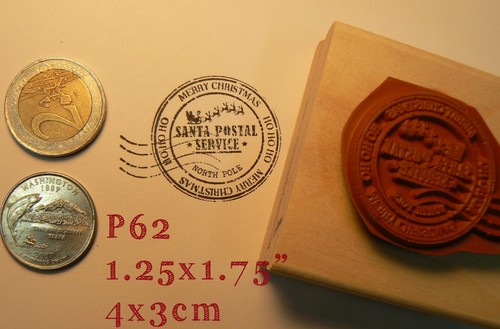 MERRY CHRISTMAS
HO HO HO
HO HO HO
SANTA POSTAL
★ SERVICE ★
NORTH POLE
MERRY CHRISTMAS
2
WASHINGTON
1889
P62
1.25x1.75"
4x3cm